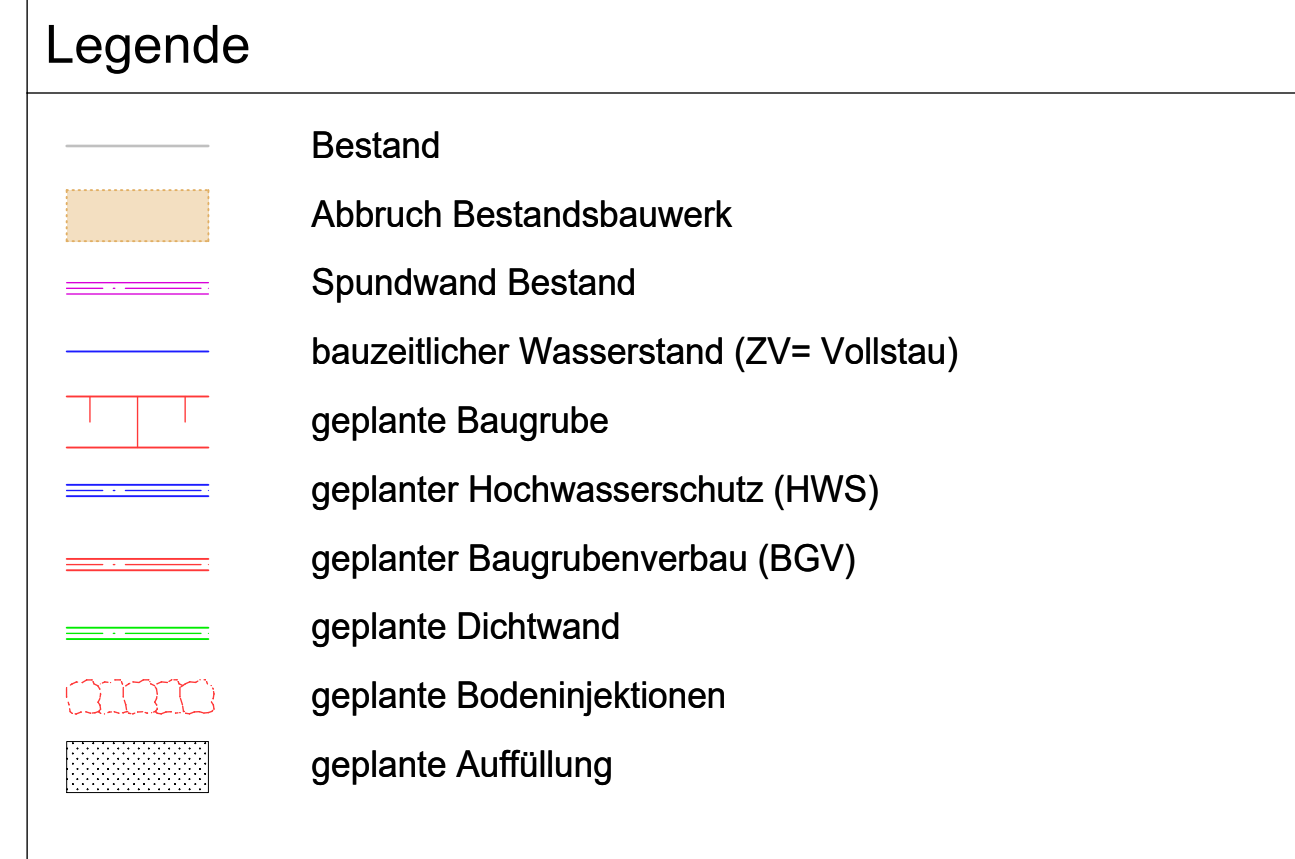 Legende
Bestand
Abbruch Bestandsbauwerk
Spundwand Bestand
bauzeitlicher Wasserstand (ZV= Vollstau)
geplante Baugrube
geplanter Hochwasserschutz (HWS)
geplanter Baugrubenverbau (BGV)
geplante Dichtwand
geplante Bodeninjektionen
geplante Auffüllung